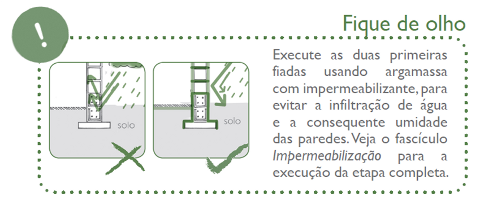 !
Fique de olho
Execute as duas primeiras
fiadas usando argamassa
com impermeabilizante, para
evitar a infiltração de água
e a consequente umidade
das paredes. Veja o fascículo
Impermeabilização para a
execução da etapa completa.
solo
solo